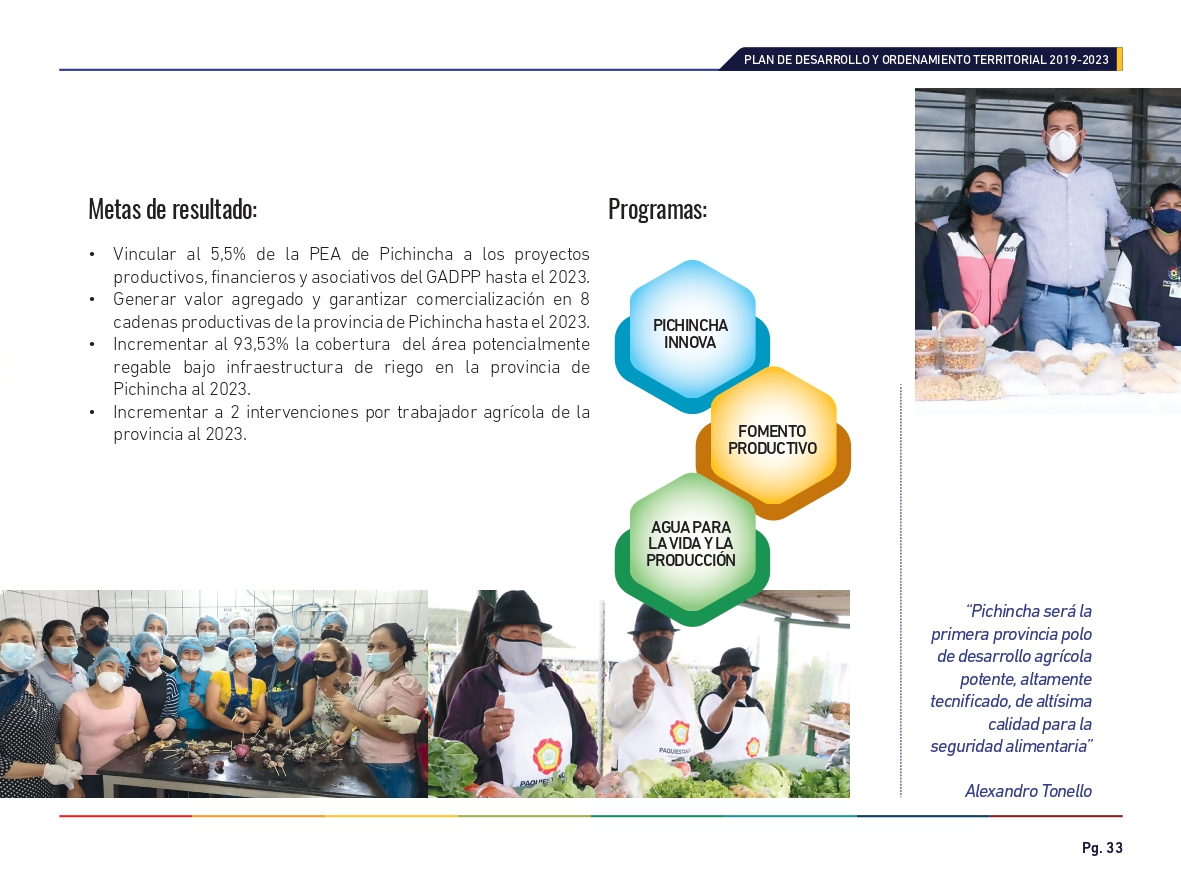 PLAN DE DESARROLLO Y ORDENAMIENTO TERRITORIAL 2019-2023
Metas de resultado:
• Vincular al 5,5% de la PEA de Pichincha a los proyectos
productivos, financieros y asociativos del GADPP hasta el 2023.
• Generar valor agregado y garantizar comercialización en 8
cadenas productivas de la provincia de Pichincha hasta el 2023.
• Incrementar al 93,53% la cobertura del área potencialmente
regable bajo infraestructura de riego en la provincia de
Pichincha al 2023.
• Incrementar a 2 intervenciones por trabajador agrícola de la
provincia al 2023.
Programas:
PICHINCHA
INNOVA
FOMENTO
PRODUCTIVO
AGUA PARA
LA VIDA Y LA
PRODUCCIÓN
“Pichincha será la
primera provincia polo
de desarrollo agrícola
potente, altamente
tecnificado, de altísima
calidad para la
seguridad alimentaria”
Alexandro Tonello
Pg. 33